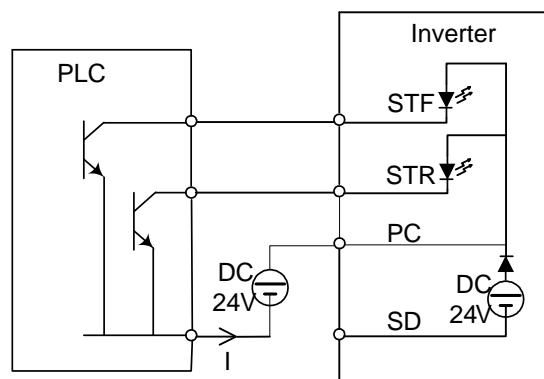 Inverter
PLC
STF
STR
PC
DC
24V
DC
24V
SD
I